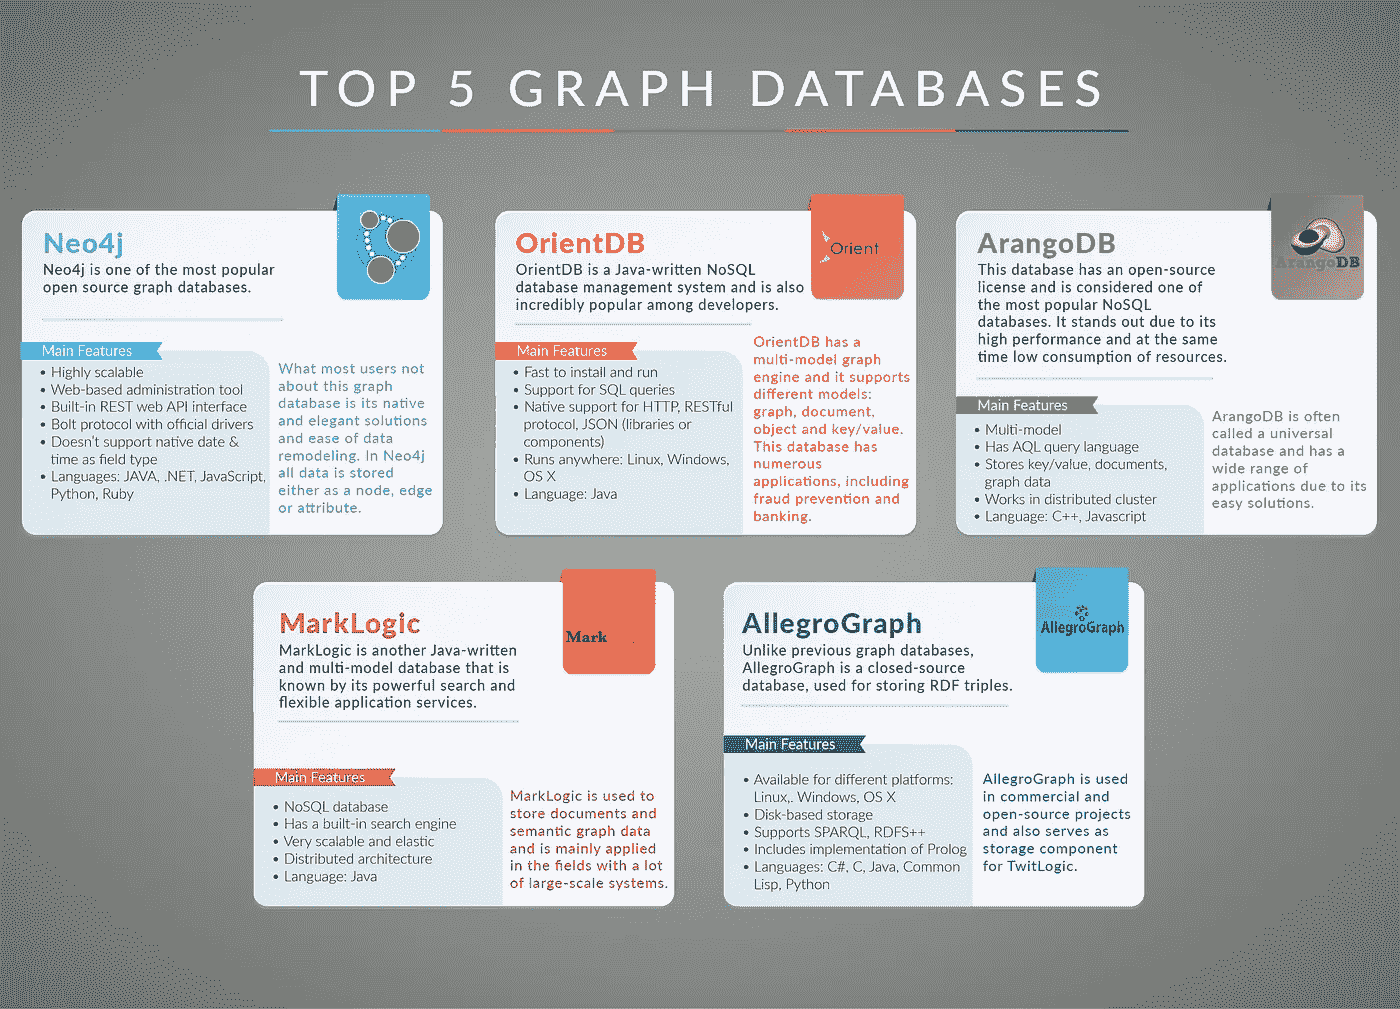 TOP 5 GRAPH DATABASES
Neo4j
Neo4j is one of the most popular
open source graph databases.
Main Features
• Highly scalable
• Web-based administration tool
• Built-in REST web API interface
• Bolt protocol with official drivers
• Doesn't support native date &
time as field type
• Languages: JAVA, .NET, JavaScript,
Python, Ruby
What most users not
about this graph
database is its native
and elegant solutions
and ease of data
remodeling. In Neo4j
all data is stored
either as a node, edge
or attribute.
Orient
OrientDB
OrientDB is a Java-written NoSQL
database management system and is also
incredibly popular among developers.
Main Features
• Fast to install and run
• Support for SQL queries
• Native support for HTTP, RESTful
protocol, JSON (libraries or
components)
• Runs anywhere: Linux, Windows,
OS X
• Language: Java
OrientDB has a
multi-model graph
engine and it supports
different models:
graph, document,
object and key/value.
This database has
numerous
applications, including
fraud prevention and
banking.
ArangoDB
ArangoDB
This database has an open-source
license and is considered one of
the most popular NoSQL
databases. It stands out due to its
high performance and at the same
time low consumption of resources.
Main Features
• Multi-model
• Has AQL query language
• Stores key/value, documents,
graph data
• Works in distributed cluster
• Language: C++, Javascript
ArangoDB is often
called a universal
database and has a
wide range of
applications due to its
easy solutions.
Mark
MarkLogic
MarkLogic is another Java-written
and multi-model database that is
known by its powerful search and
flexible application services.
Main Features
• NoSQL database
• Has a built-in search engine
• Very scalable and elastic
• Distributed architecture
• Language: Java
MarkLogic is used to
store documents and
semantic graph data
and is mainly applied
in the fields with a lot
of large-scale systems.
AllegroGraph
AllegroGraph
Unlike previous graph databases,
AllegroGraph is a closed-source
database, used for storing RDF triples.
Main Features
• Available for different platforms:
Linux,. Windows, OS X
• Disk-based storage
• Supports SPARQL, RDFS++
• Includes implementation of Prolog
• Languages: C#, C, Java, Common
Lisp, Python
AllegroGraph is used
in commercial and
open-source projects
and also serves as
storage component
for TwitLogic.